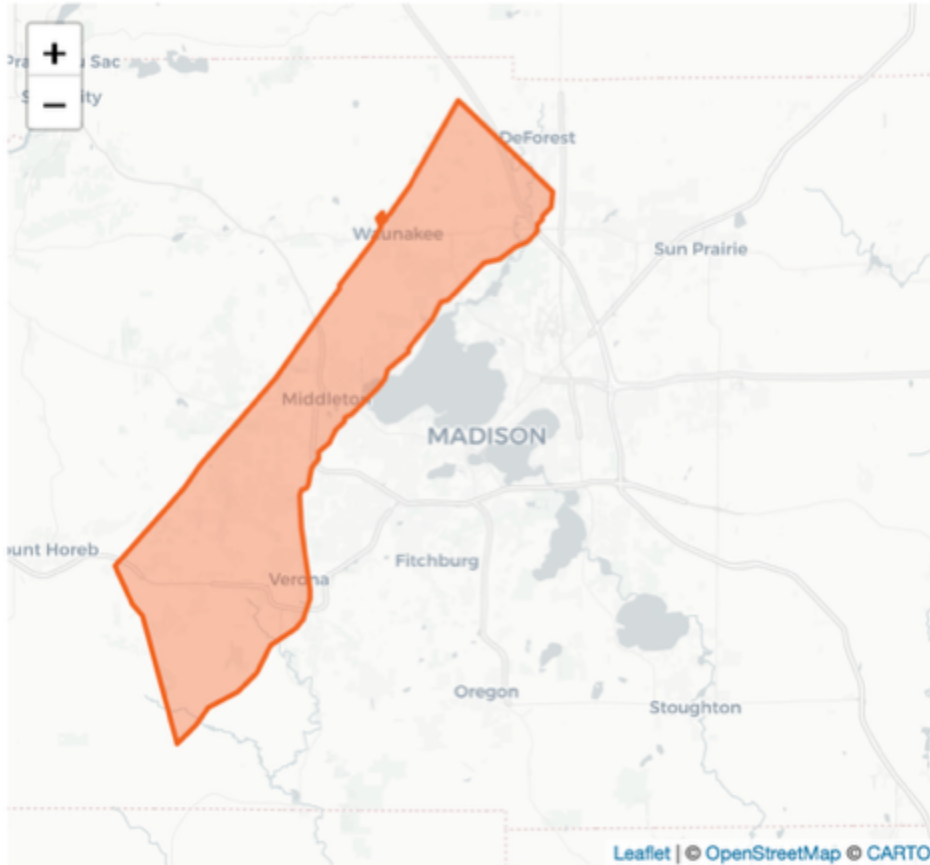 +
−
DeForest
Waunakee
Sun Prairie
Middleton
MADISON
ount Horeb
Fitchburg
Verona
Oregon
Stoughton
Leaflet | © OpenStreetMap © CARTO